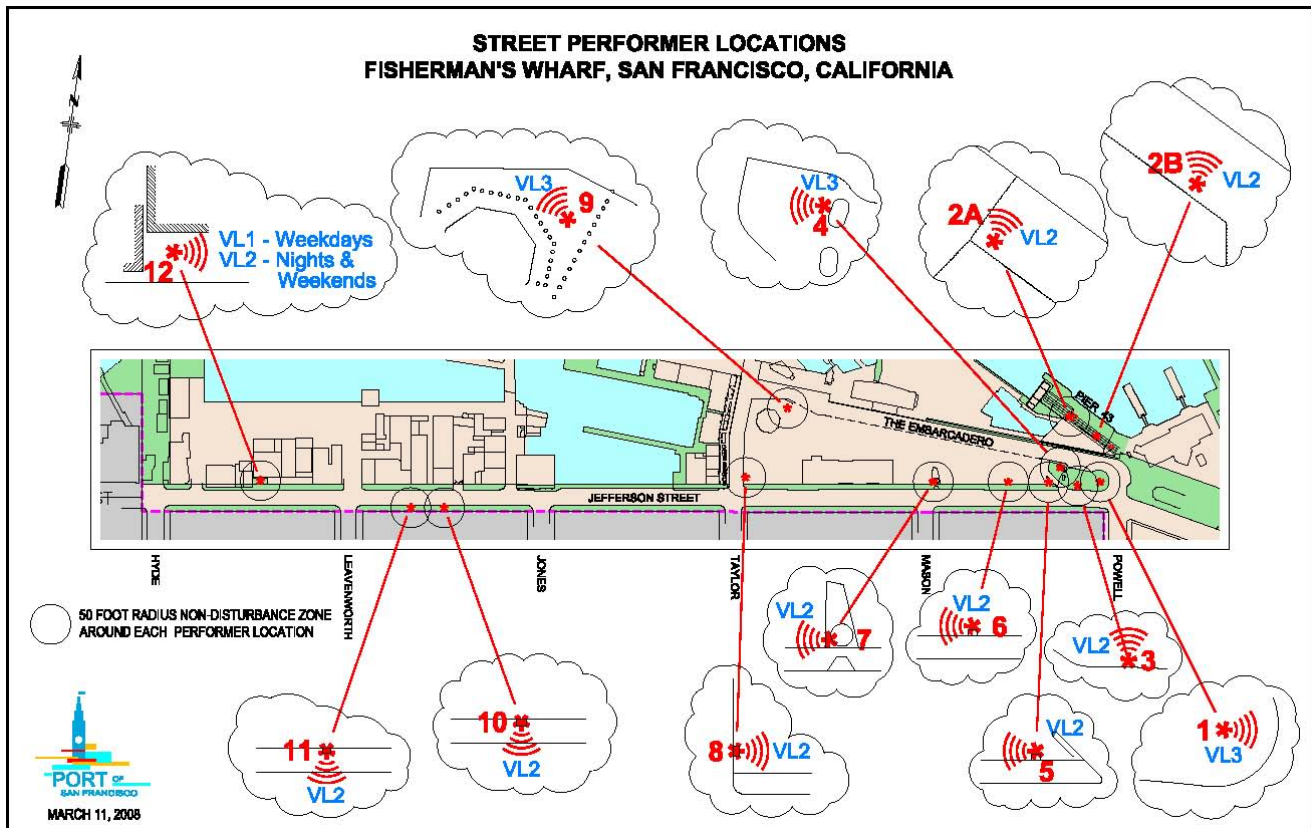 STREET PERFORMER LOCATIONS
FISHERMAN'S WHARF, SAN FRANCISCO, CALIFORNIA
N
12
VL1 - Weekdays
VL2 - Nights &
Weekends
VL3
9
VL3
4
2A
VL2
2B
VL2
PIER 43
THE EMBARCADERO
JEFFERSON STREET
HYDE
LEAVENWORTH
JONES
TAYLOR
MASON
POWELL
50 FOOT RADIUS NON-DISTURBANCE ZONE
AROUND EACH PERFORMER LOCATION
11
VL2
10
VL2
8
VL2
VL2
7
VL2
6
VL2
5
VL2
3
1
VL3
PORT OF
SAN FRANCISCO
MARCH 11, 2008